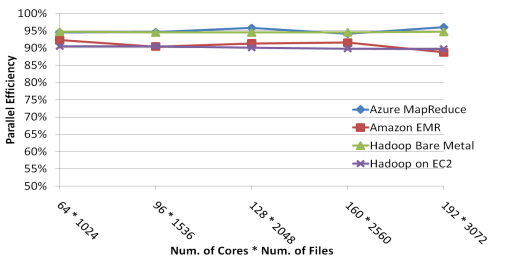 100%
95%
90%
85%
80%
75%
70%
65%
60%
55%
50%
Parallel Efficiency
Azure MapReduce
Amazon EMR
Hadoop Bare Metal
Hadoop on EC2
64 * 1024
96 * 1536
128 * 2048
160 * 2560
192 * 3072
Num. of Cores * Num. of Files